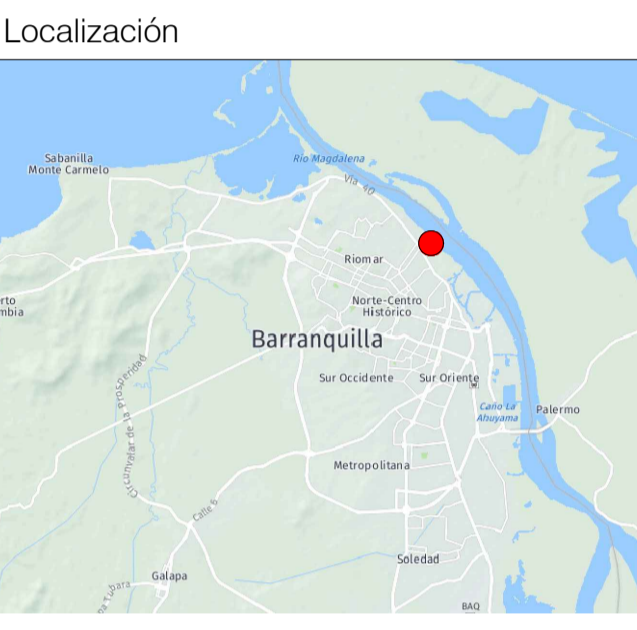 Localización
Sabanilla
Monte Carmelo
Río Magdalena
Vía 40
Riomar
rto
mbia
Norte-Centro
Histórico
Barranquilla
Sur Occidente
Sur Oriente
Circunvalar de la Prosperidad
Caño La
Ahuyama
Palermo
Metropolitana
Calle 6
Soledad
Galapa
pa Tubara
BAQ